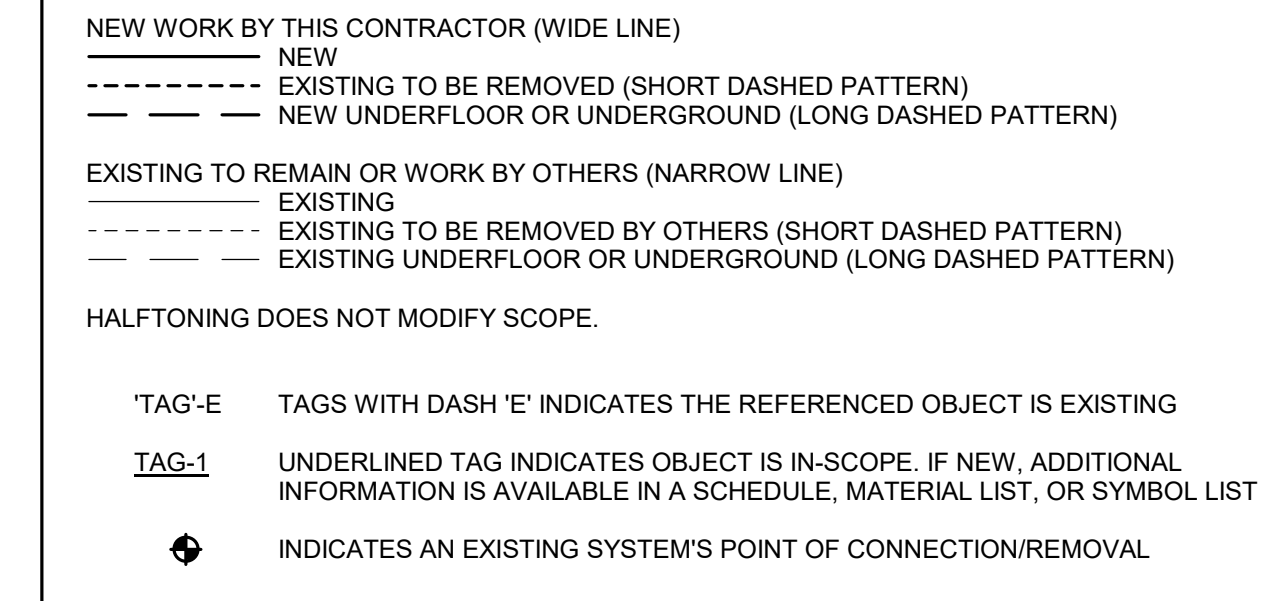 NEW WORK BY THIS CONTRACTOR (WIDE LINE)
NEW
EXISTING TO BE REMOVED (SHORT DASHED PATTERN)
NEW UNDERFLOOR OR UNDERGROUND (LONG DASHED PATTERN)
EXISTING TO REMAIN OR WORK BY OTHERS (NARROW LINE)
EXISTING
EXISTING TO BE REMOVED BY OTHERS (SHORT DASHED PATTERN)
EXISTING UNDERFLOOR OR UNDERGROUND (LONG DASHED PATTERN)
HALFTONING DOES NOT MODIFY SCOPE.
'TAG'-E TAGS WITH DASH 'E' INDICATES THE REFERENCED OBJECT IS EXISTING
TAG-1 UNDERLINED TAG INDICATES OBJECT IS IN-SCOPE. IF NEW, ADDITIONAL
INFORMATION IS AVAILABLE IN A SCHEDULE, MATERIAL LIST, OR SYMBOL LIST
INDICATES AN EXISTING SYSTEM'S POINT OF CONNECTION/REMOVAL